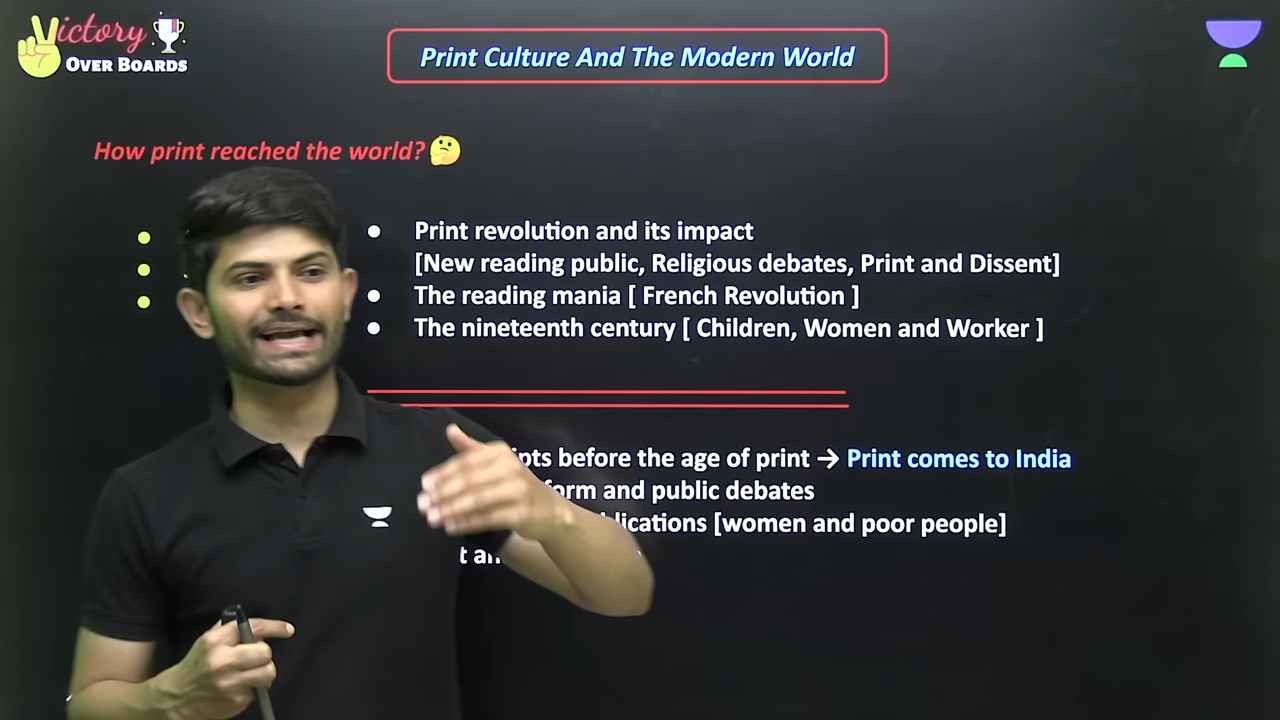 Victory
OVER BOARDS
Print Culture And The Modern World
How print reached the world?
Print revolution and its impact
[New reading public, Religious debates, Print and Dissent]
The reading mania [ French Revolution ]
The nineteenth century [ Children, Women and Worker ]
before the age of print → Print comes to India
and public debates
[women and poor people]